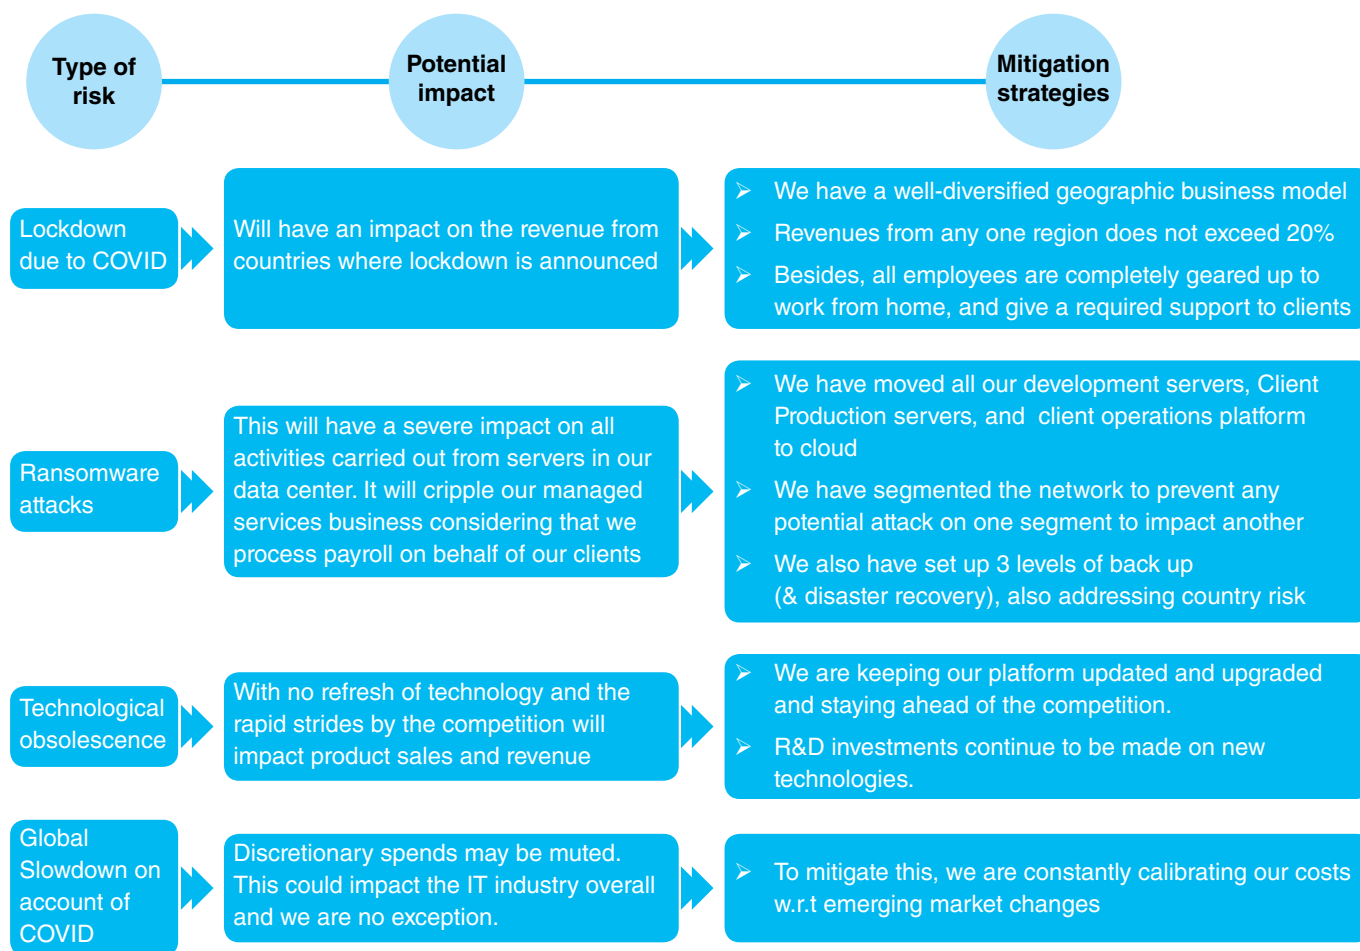 Type of
risk
Potential
impact
Mitigation
strategies
Lockdown
due to COVID
Will have an impact on the revenue from
countries where lockdown is announced
➢ We have a well-diversified geographic business model
➢ Revenues from any one region does not exceed 20%
➢ Besides, all employees are completely geared up to
work from home, and give a required support to clients
Ransomware
attacks
This will have a severe impact on all
activities carried out from servers in our
data center. It will cripple our managed
services business considering that we
process payroll on behalf of our clients
➢ We have moved all our development servers, Client
Production servers, and client operations platform
to cloud
➢ We have segmented the network to prevent any
potential attack on one segment to impact another
➢ We also have set up 3 levels of back up
(& disaster recovery), also addressing country risk
Technological
obsolescence
With no refresh of technology and the
rapid strides by the competition will
impact product sales and revenue
➢ We are keeping our platform updated and upgraded
and staying ahead of the competition.
➢ R&D investments continue to be made on new
technologies.
Global
Slowdown on
account of
COVID
Discretionary spends may be muted.
This could impact the IT industry overall
and we are no exception.
➢ To mitigate this, we are constantly calibrating our costs
w.r.t emerging market changes